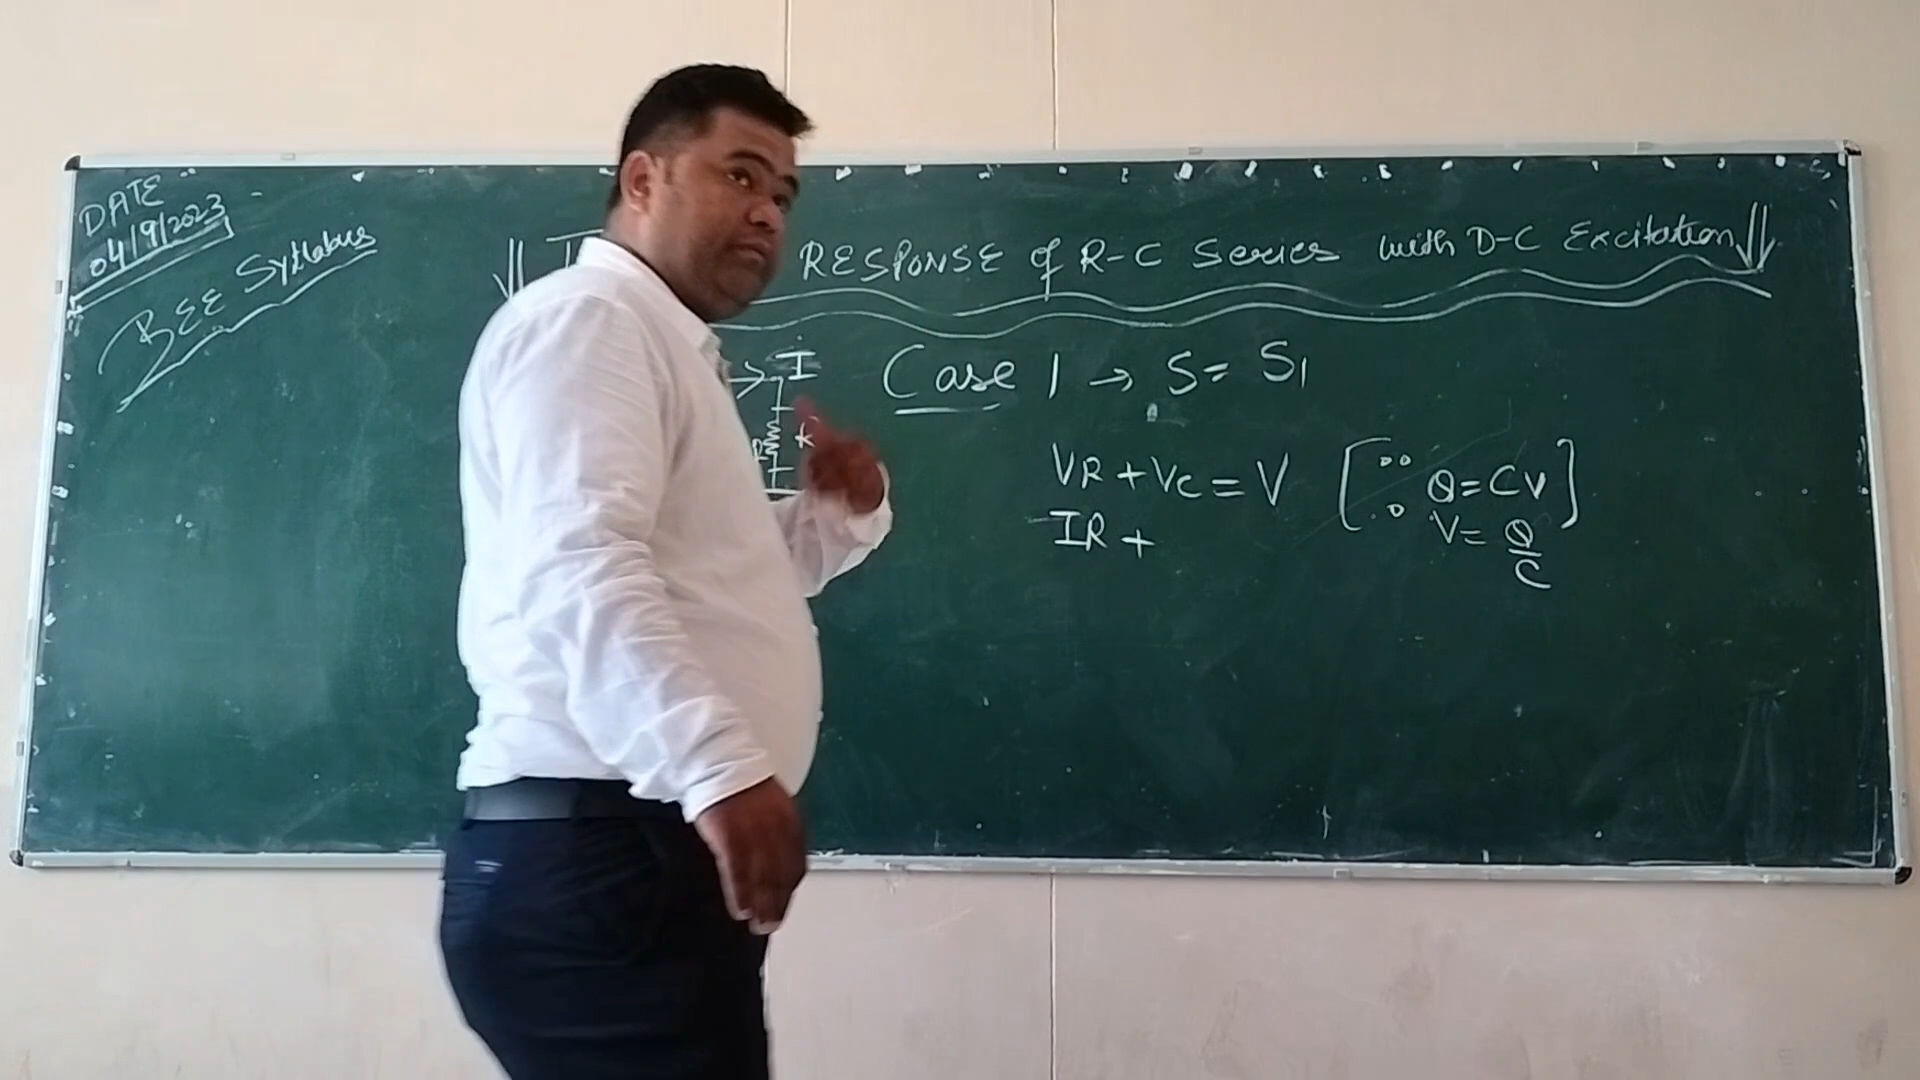 DATE
04/9/2023
BEE Syllabus
RESPONSE of R-C Series with D-C Excitation
I
R
Case 1 → S = S1
VR + VC = V [∵ Q = CV]
IR +
∴ V = Q/C